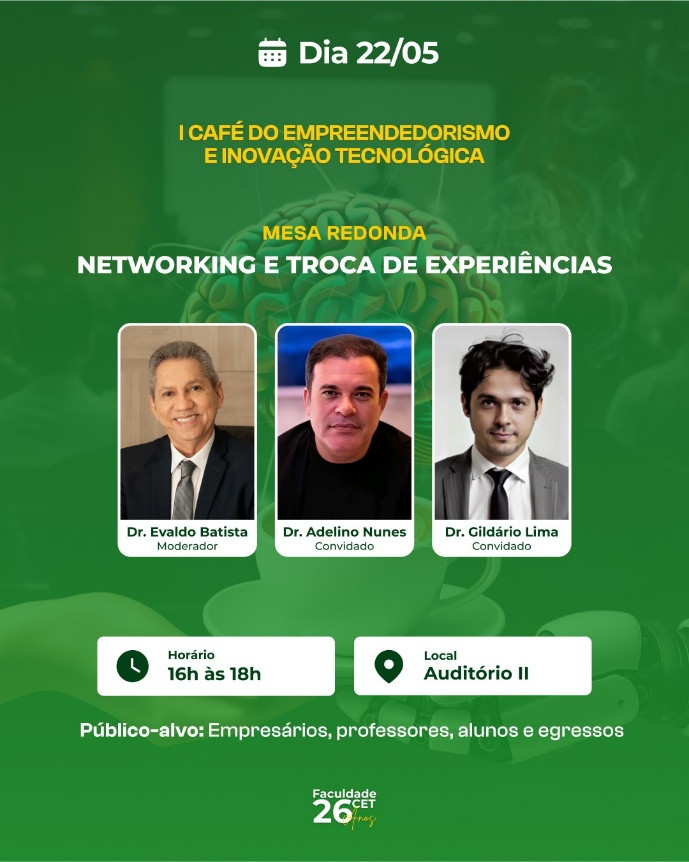 Dia 22/05
I CAFÉ DO EMPREENDEDORISMO
E INOVAÇÃO TECNOLÓGICA
MESA REDONDA
NETWORKING E TROCA DE EXPERIÊNCIAS
Dr. Evaldo Batista
Moderador
Dr. Adelino Nunes
Convidado
Dr. Gildário Lima
Convidado
Horário
16h às 18h
Local
Auditório II
Público-alvo: Empresários, professores, alunos e egressos
Faculdade
26 CET
Anos